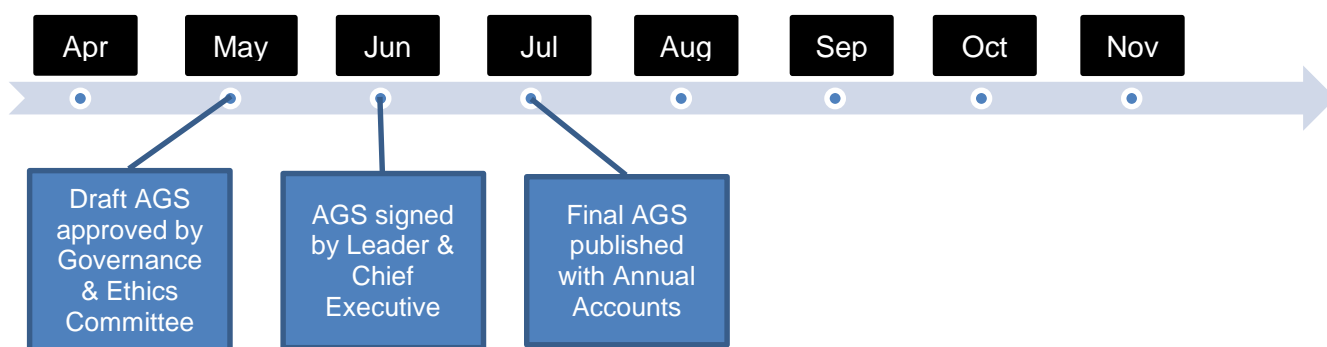 Apr May Jun Jul Aug Sep Oct Nov
Draft AGS
approved by
Governance
& Ethics
Committee
AGS signed
by Leader &
Chief
Executive
Final AGS
published
with Annual
Accounts